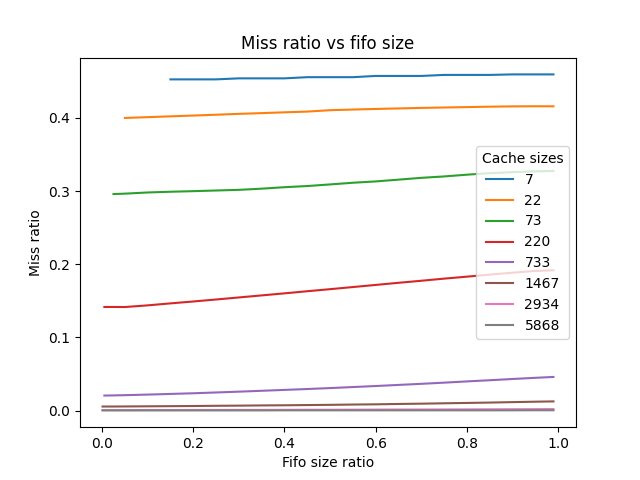 Miss ratio vs fifo size
Miss ratio
0.4
0.3
0.2
0.1
0.0
Cache sizes
7
22
73
220
733
1467
2934
5868
0.0 0.2 0.4 0.6 0.8 1.0
Fifo size ratio